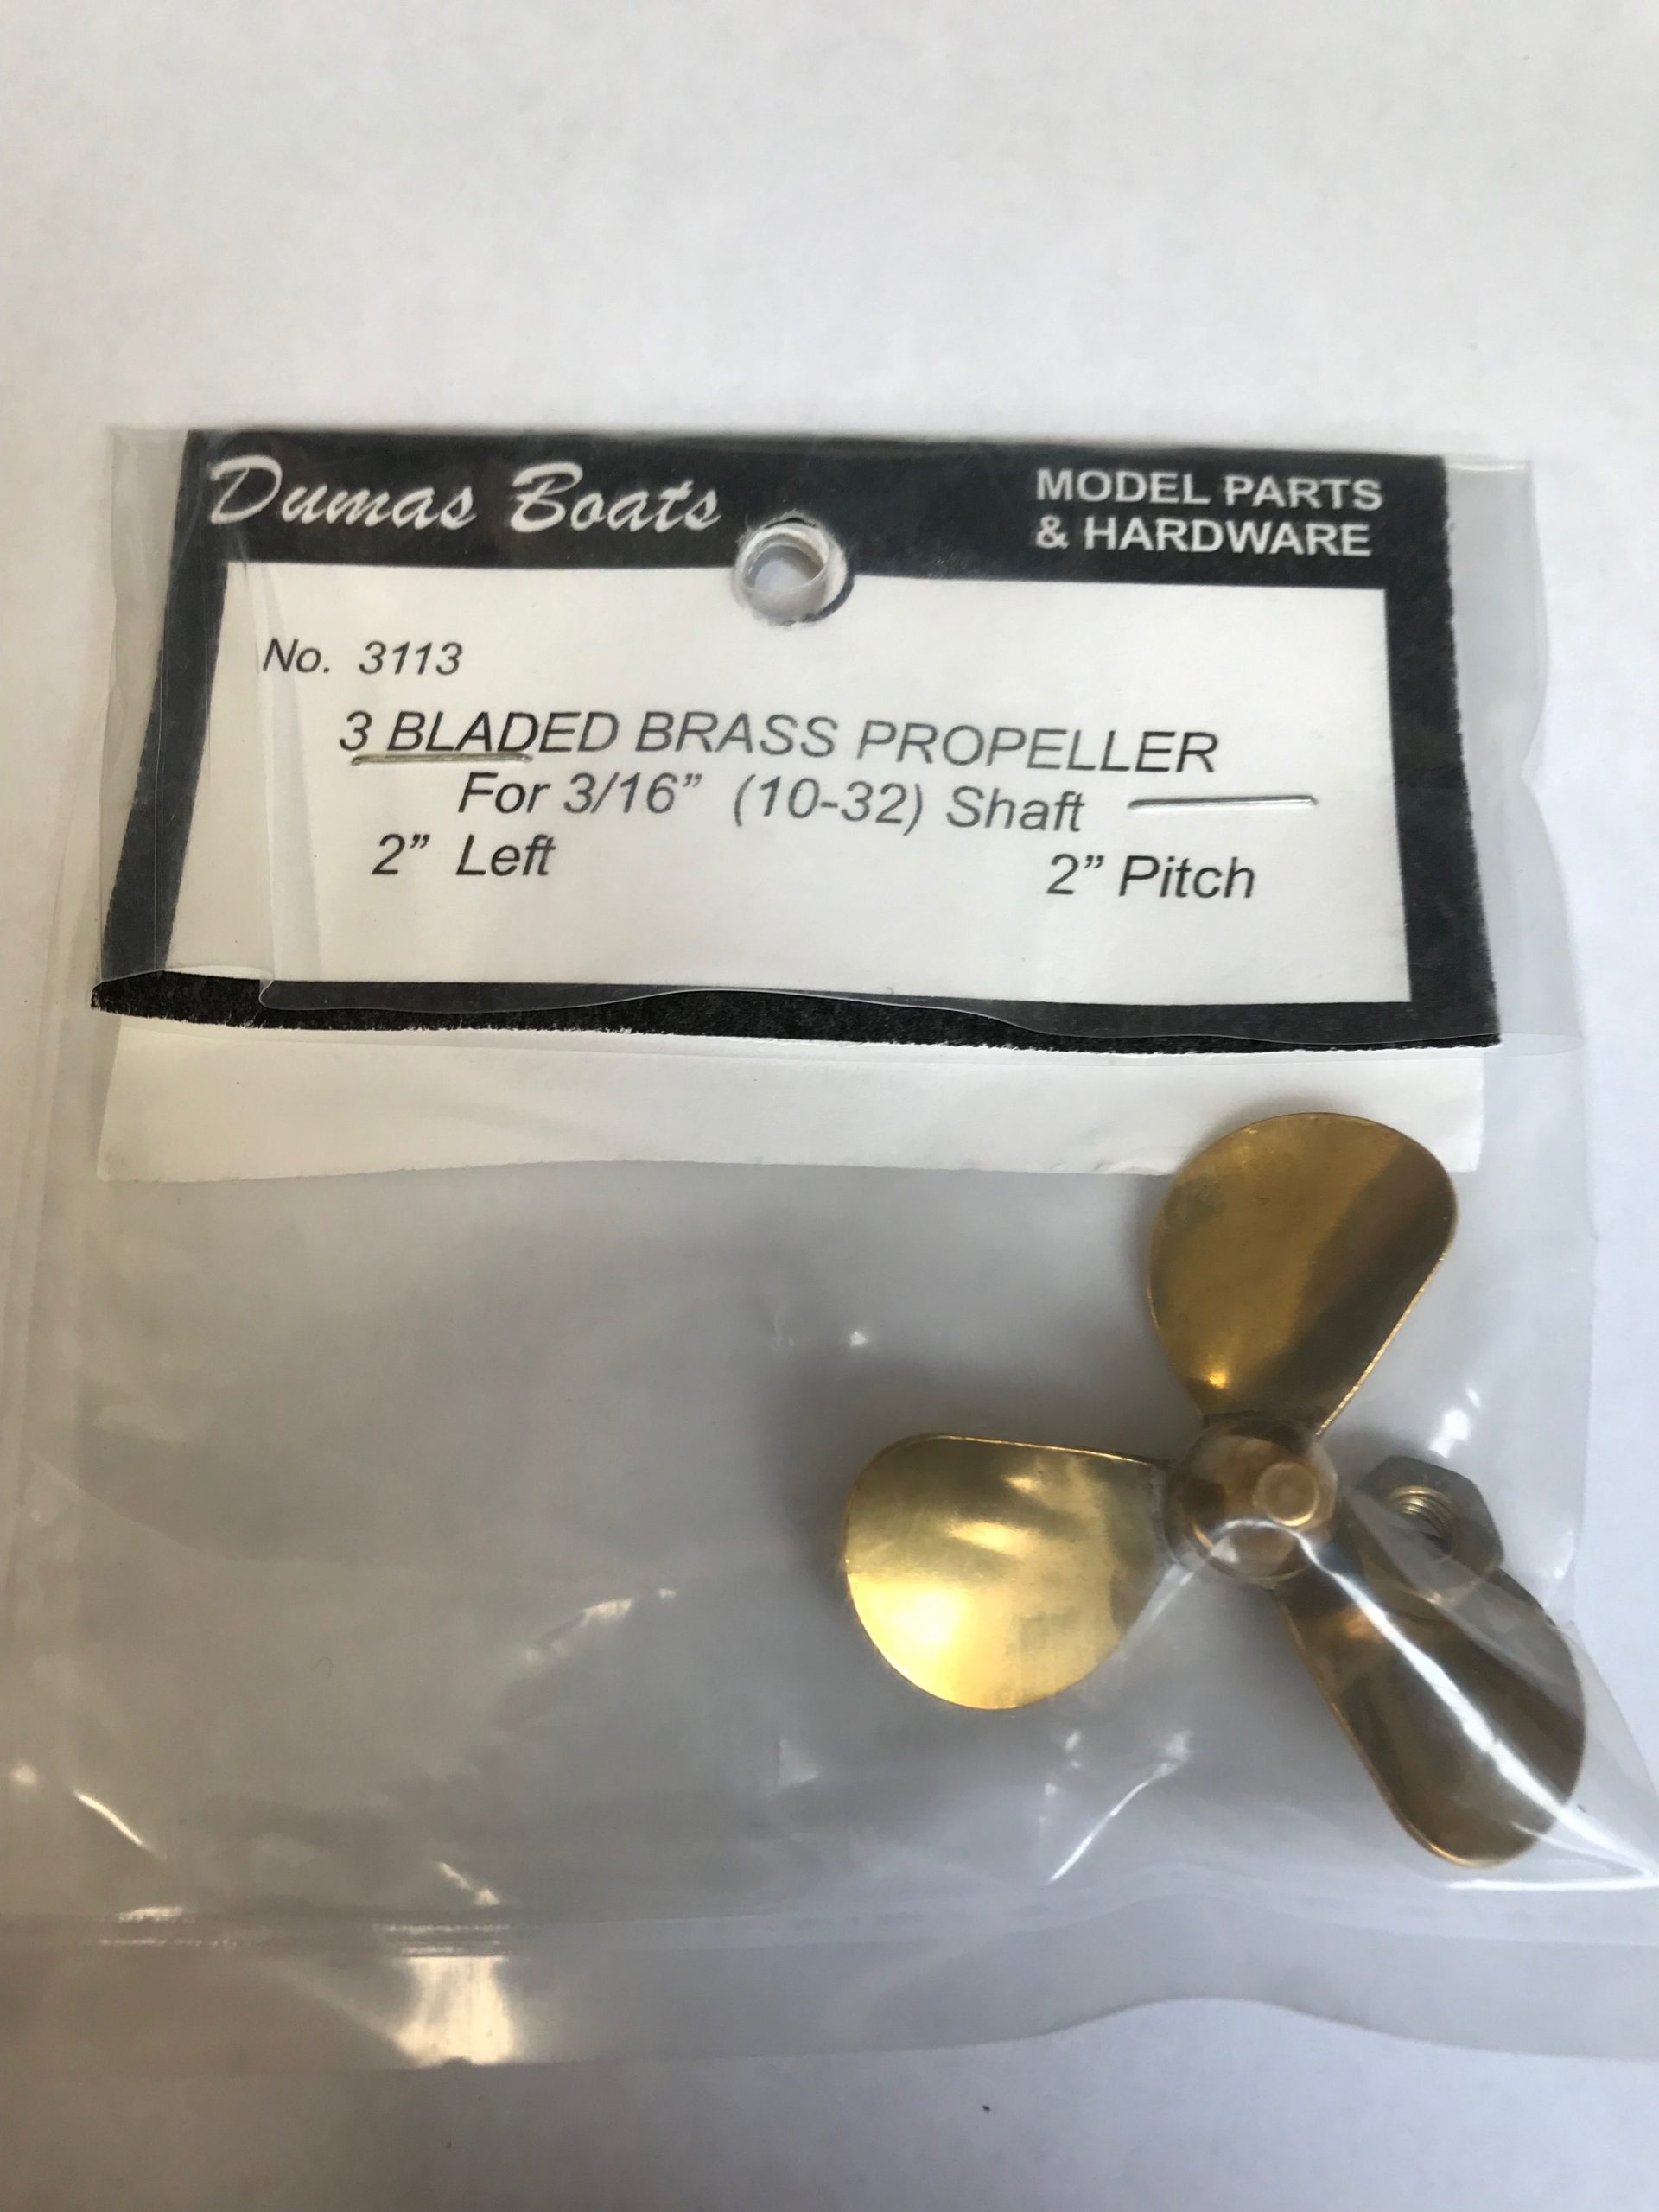 Dumas Boats
MODEL PARTS
& HARDWARE
No. 3113
3 BLADED BRASS PROPELLER
For 3/16” (10-32) Shaft
2” Left 2” Pitch